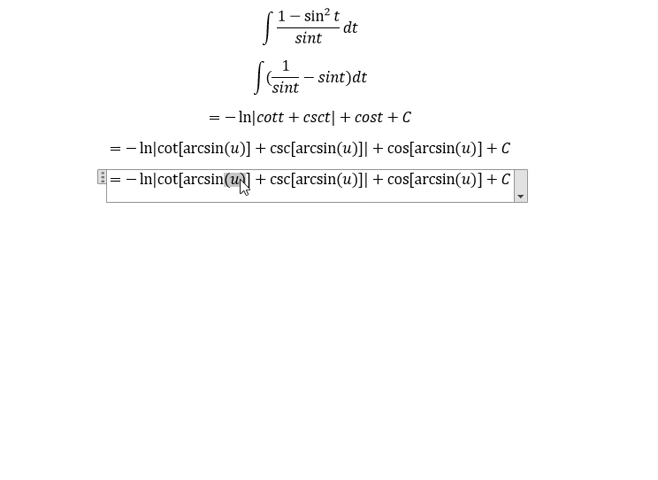 ∫ (1 − sin² t)/(sint) dt
∫ (1/sint − sint)dt
= − ln|cott + csct| + cost + C
= − ln|cot[arcsin(u)] + csc[arcsin(u)]| + cos[arcsin(u)] + C
= − ln|cot[arcsin(u)] + csc[arcsin(u)]| + cos[arcsin(u)] + C